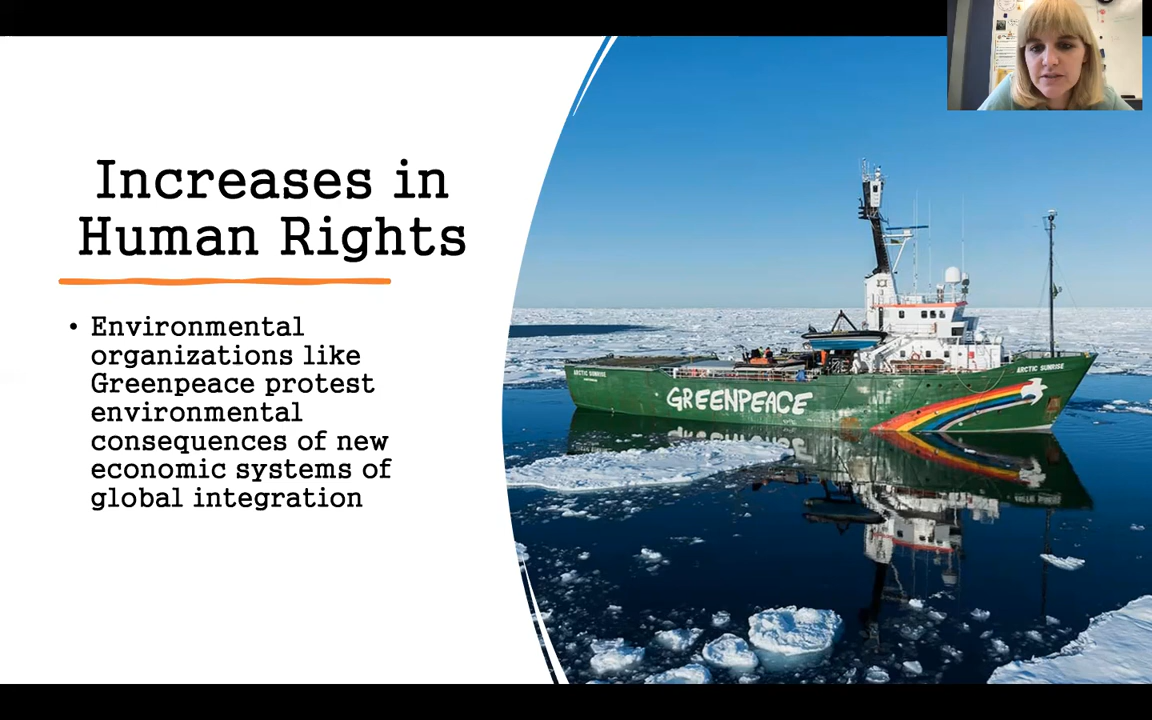 Increases in
Human Rights
• Environmental
organizations like
Greenpeace protest
environmental
consequences of new
economic systems of
global integration
ARCTIC SUNRISE
GREENPEACE
ARCTIC SUNRISE